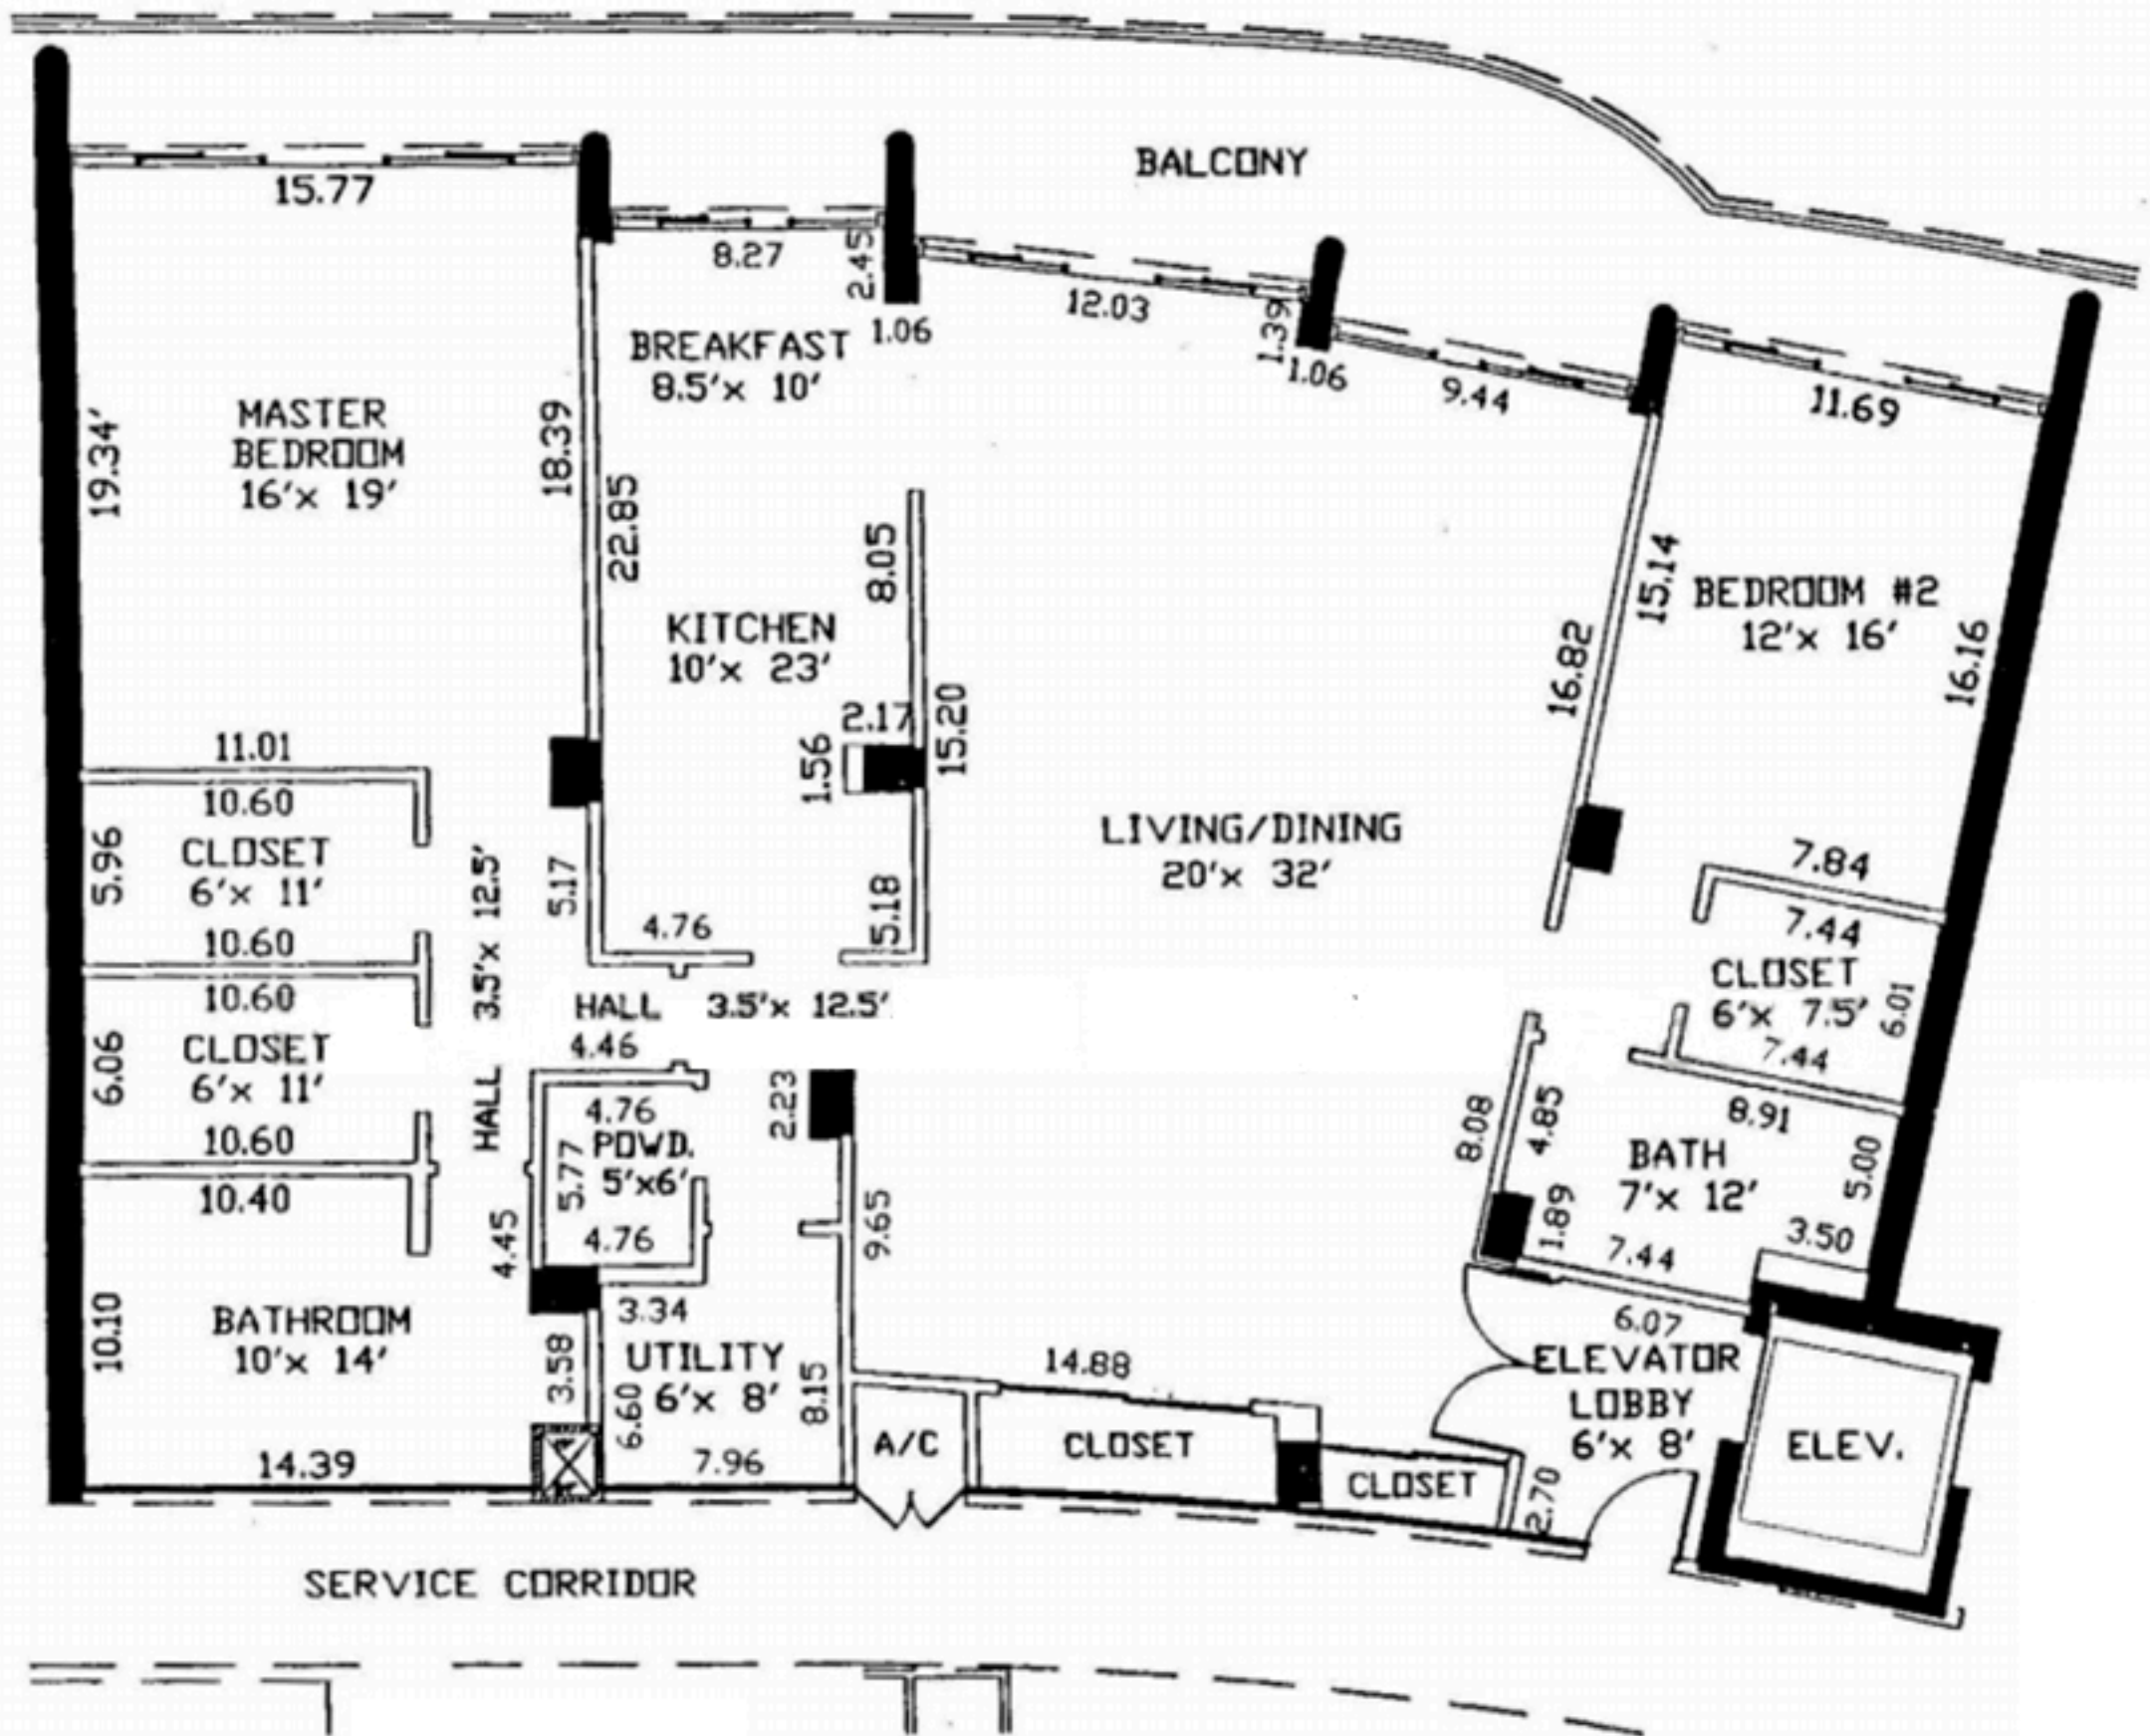 BALCONY
15.77
8.27
2.45
1.06
12.03
1.39
1.06
9.44
11.69
BREAKFAST
8.5'x 10'
MASTER
BEDROOM
16'x 19'
19.34'
18.39
22.85
8.05
KITCHEN
10'x 23'
2.17
1.56
15.20
16.82
15.14
BEDROOM #2
12'x 16'
16.16
11.01
10.60
CLOSET
6'x 11'
5.96
10.60
3.5'x 12.5'
HALL
5.17
4.76
5.18
LIVING/DINING
20'x 32'
7.84
7.44
CLOSET
6'x 7.5'
6.01
7.44
10.60
CLOSET
6'x 11'
6.06
10.60
HALL 3.5'x 12.5'
4.46
4.76
POWD.
5'x6'
5.77
4.76
2.23
9.65
8.08
4.85
8.91
BATH
7'x 12'
5.00
1.89
7.44
3.50
10.40
4.45
BATHROOM
10'x 14'
10.10
14.39
3.58
3.34
UTILITY
6'x 8'
6.60
8.15
7.96
14.88
A/C
CLOSET
CLOSET
2.70
6.07
ELEVATOR
LOBBY
6'x 8'
ELEV.
SERVICE CORRIDOR